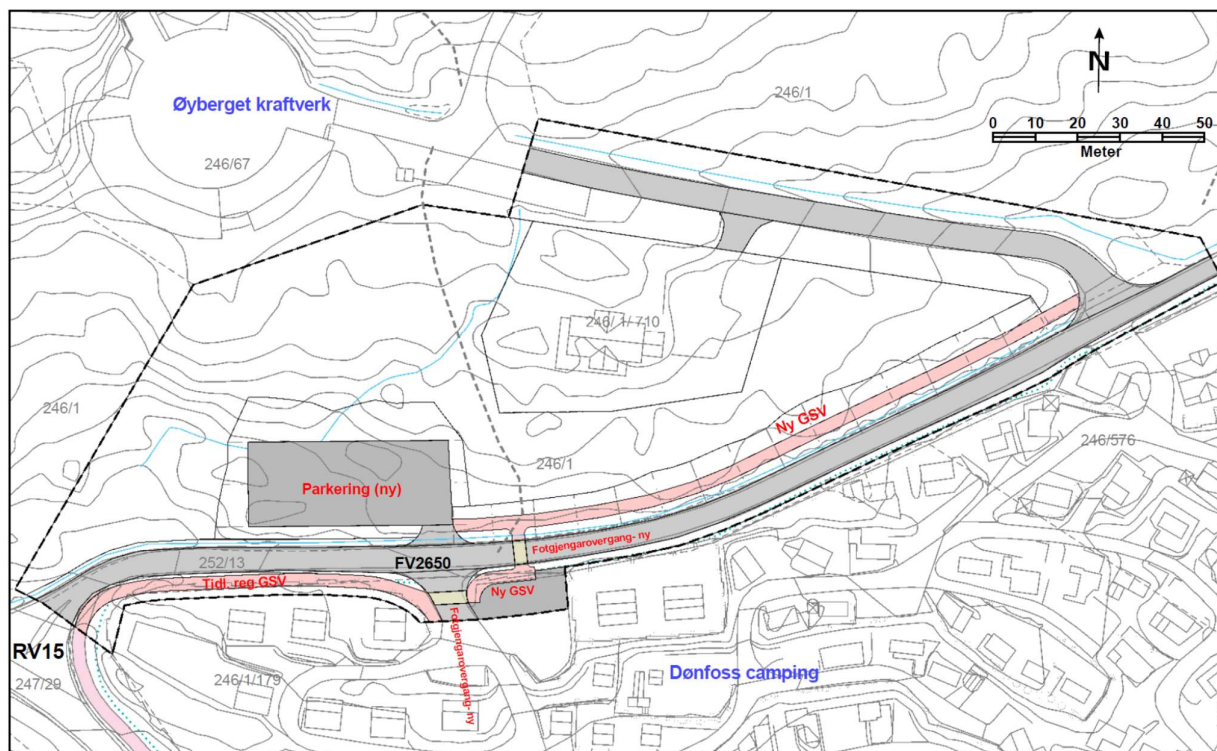 N
0 10 20 30 40 50
Meter
246/1
Øyberget kraftverk
246/67
246/1/710
246/1
246/576
Ny GSV
246/1
Parkering (ny)
Fotgjengarovergang- ny
252/13
FV2650
Tidl. reg GSV
Ny GSV
Fotgjengarovergang- ny
RV15
247/29
246/1/179
Dønfoss camping